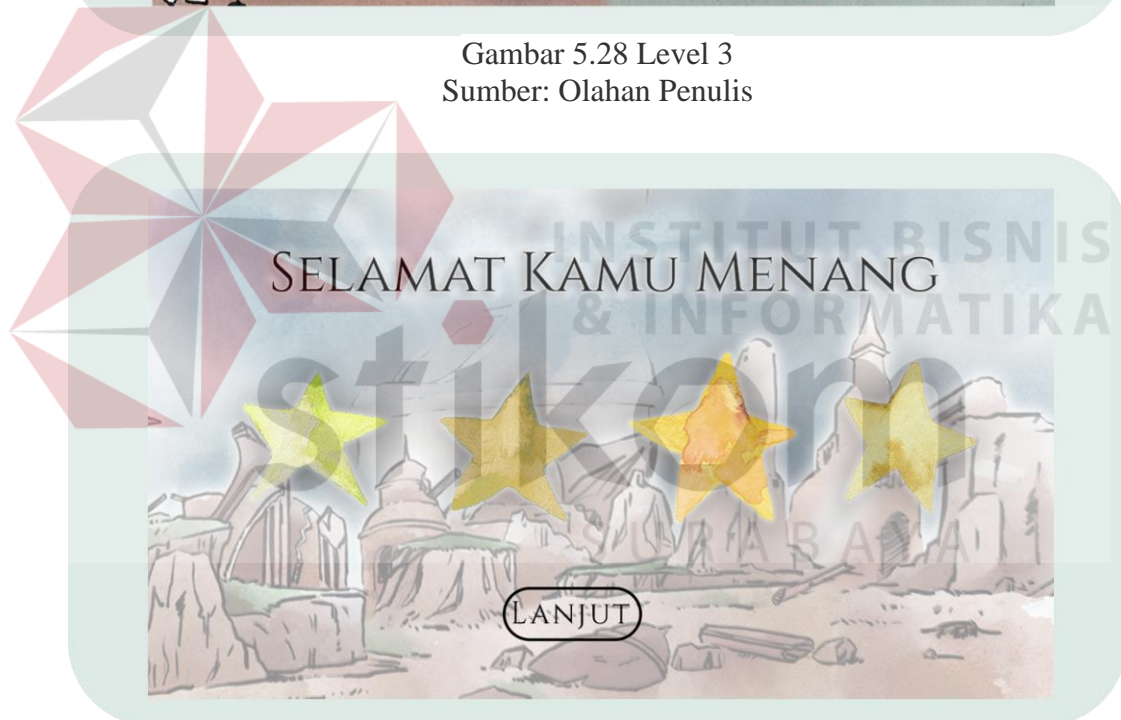 Gambar 5.28 Level 3
Sumber: Olahan Penulis
INSTITUT BISNIS
SELAMAT KAMU MENANG
& INFORMATIKA
stikom
SURABAYA
LANJUT